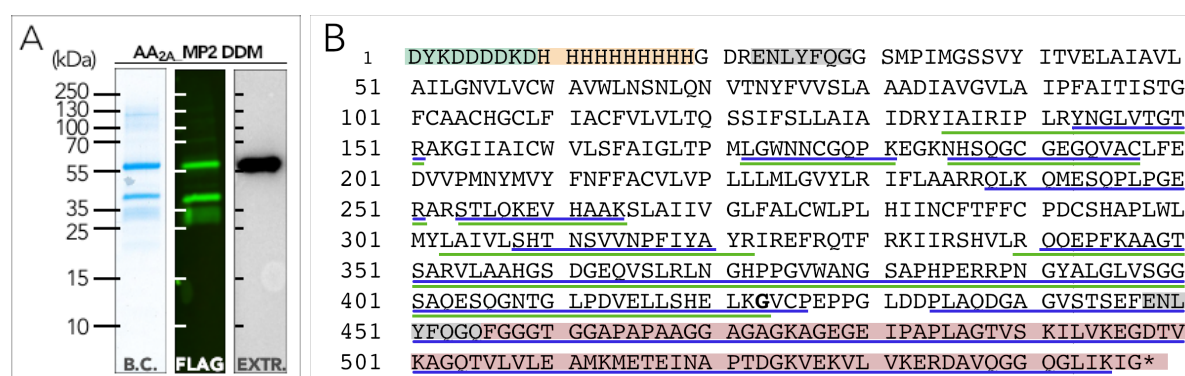 A
AA2A_MP2 DDM
(kDa)
250
130
100
70
55
35
25
15
10
B.C.
FLAG
EXTR.
B
1 DYKDDDDKDH HHHHHHHHHG DRENLYFQGG SMPIMGSSVY ITVELAIAVL
51 AILGNVLVCW AVWLNSNLQN VTNYFVVSLA AADIAVGVLA IPFAITISTG
101 FCAACHGCLF IACFVLVLTQ SSIFSLLAIA IDRYIAIRIP LRYNGLVTGT
151 RAKGIIAICW VLSFAIGLTP MLGWNNCGQP KEGKNHSQGC GEGQVACLFE
201 DVVPMNYMVY FNFFACVLVP LLLMLGVYLR IFLAARRQLK QMESQPLPGE
251 RARSTLQKEV HAAKSLAIIV GLFALCWLPL HIINCFTFFC PDCSHAPLWL
301 MYLAIVLSHT NSVVNPFIYA YRIREFRQTF RKIIRSHVLR QQEPFKAAGT
351 SARVLAAHGS DGEQVSLRLN GHPPGVWANG SAPHPERRPN GYALGLVSGG
401 SAQESQGNTG LPDVELLSHE LKGVCPEPPG LDDPLAQDGA GVSTSEFENL
451 YFQGQFGGGT GGAPAPAAGG AGAGKAGEGE IPAPLAGTVS KILVKEGDTV
501 KAGQTVLVLE AMKMETEINA PTDGKVEKVL VKERDAVQGG QGLIKIG*